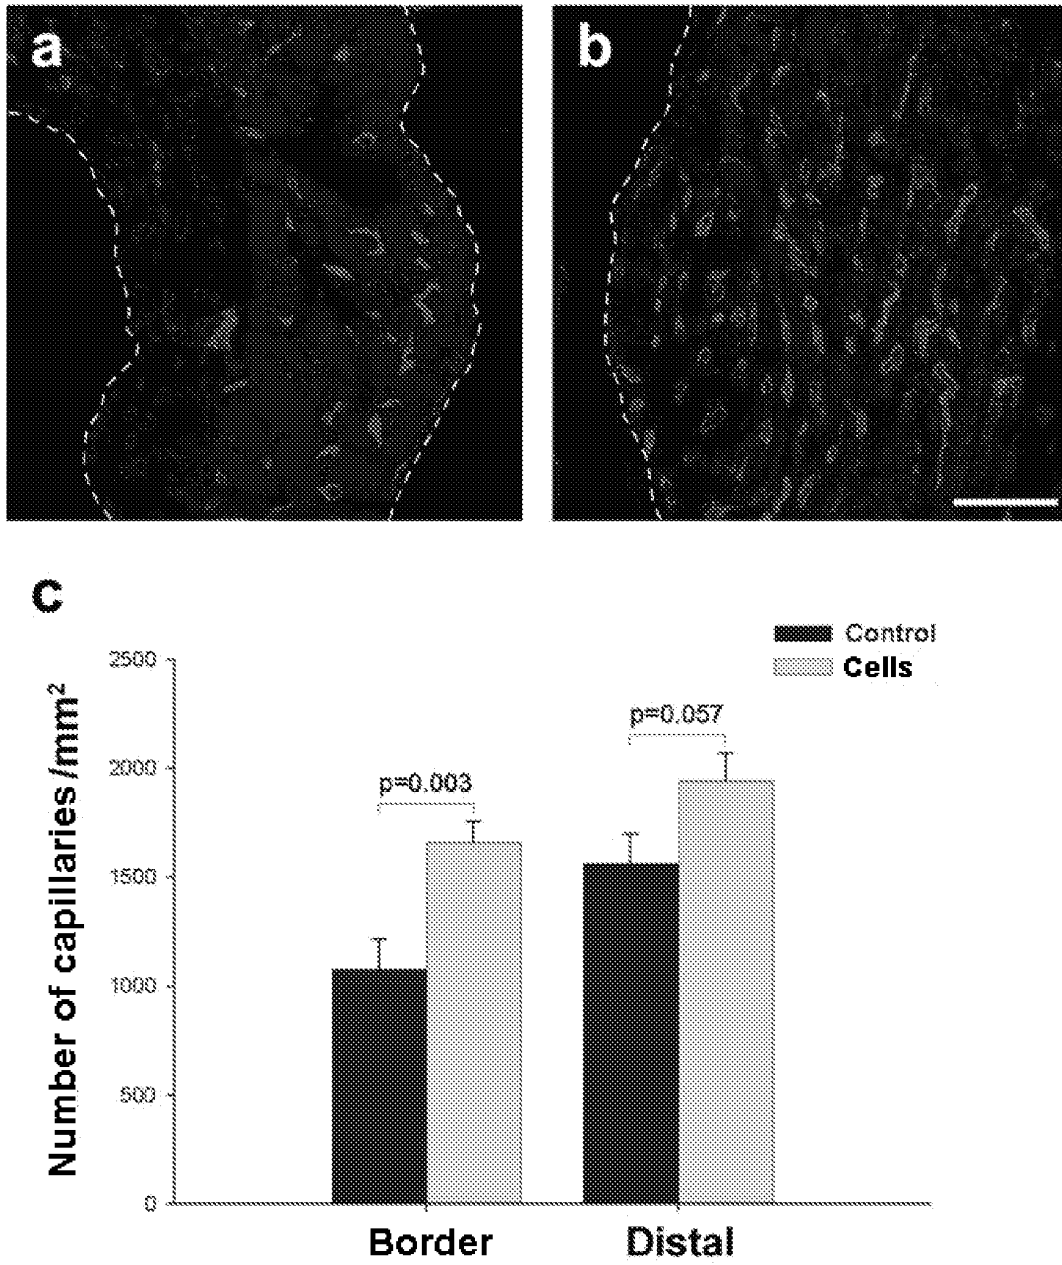 a
b
c
Control
Cells
2500
2000
1500
1000
500
0
Number of capillaries/mm²
p=0.003
p=0.057
Border
Distal